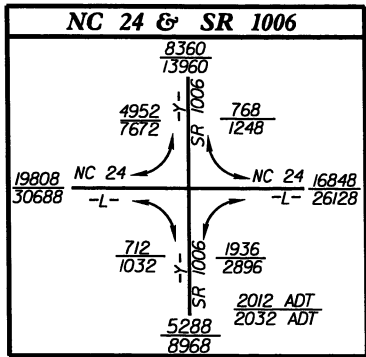 NC 24 & SR 1006
8360
13960
4952
7672
-Y-
SR 1006
768
1248
19808
30688
NC 24
-L-
NC 24
-L-
16848
26128
712
1032
-Y-
SR 1006
1936
2896
5288
8968
2012 ADT
2032 ADT